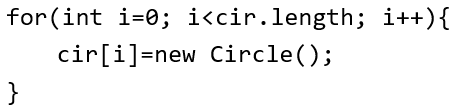 for(int i=0; i<cir.length; i++){
    cir[i]=new Circle();
}